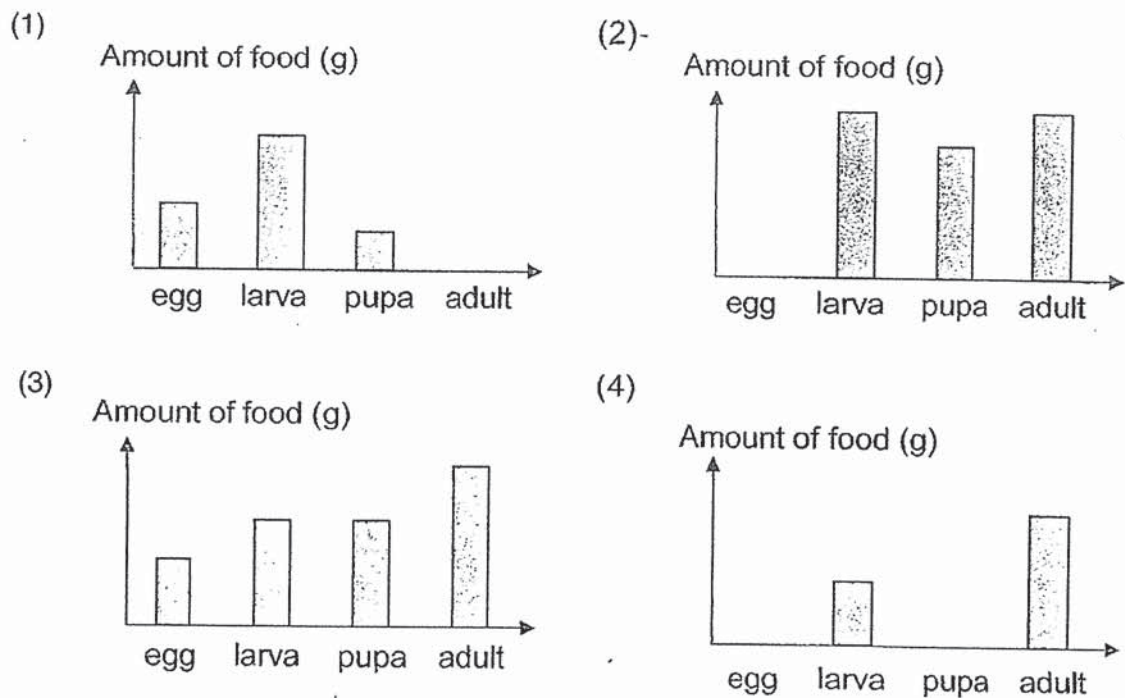 (1)
Amount of food (g)
egg larva pupa adult
(2)-
Amount of food (g)
egg larva pupa adult
(3)
Amount of food (g)
egg larva pupa adult
(4)
Amount of food (g)
egg larva pupa adult